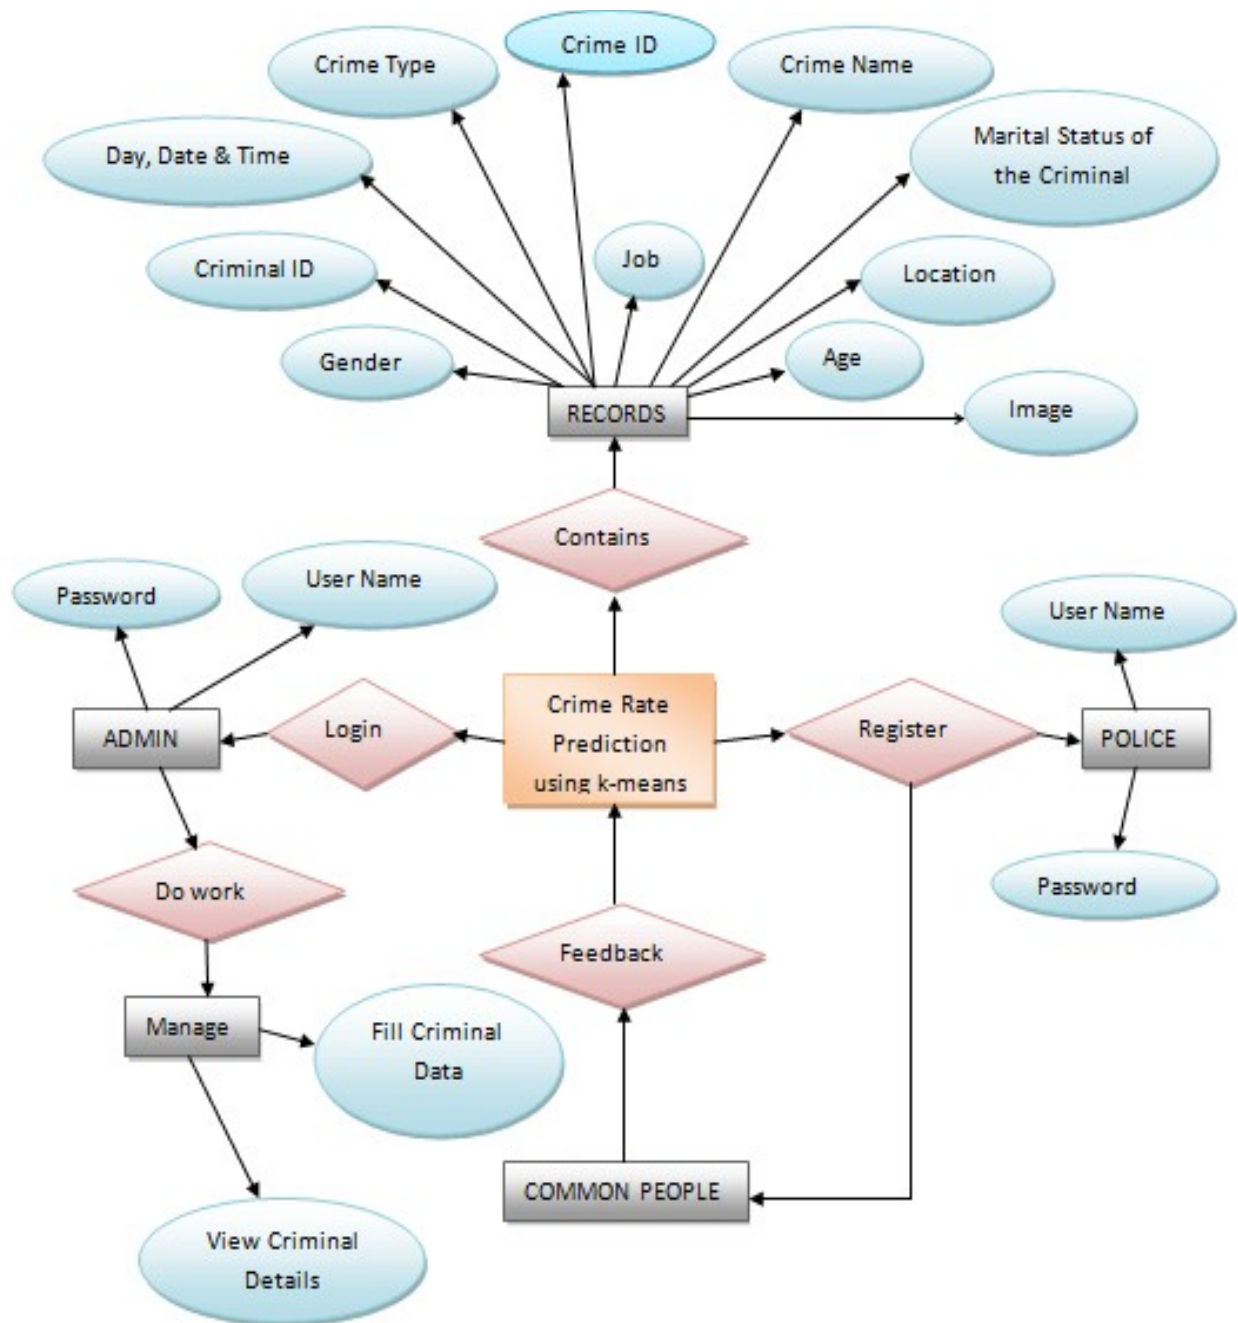 Crime ID
Crime Type
Crime Name
Marital Status of
the Criminal
Day, Date & Time
Criminal ID
Job
Location
Gender
Age
Image
RECORDS
Contains
Password
User Name
User Name
ADMIN
Login
Crime Rate
Prediction
using k-means
Register
POLICE
Do work
Password
Feedback
Manage
Fill Criminal
Data
COMMON PEOPLE
View Criminal
Details